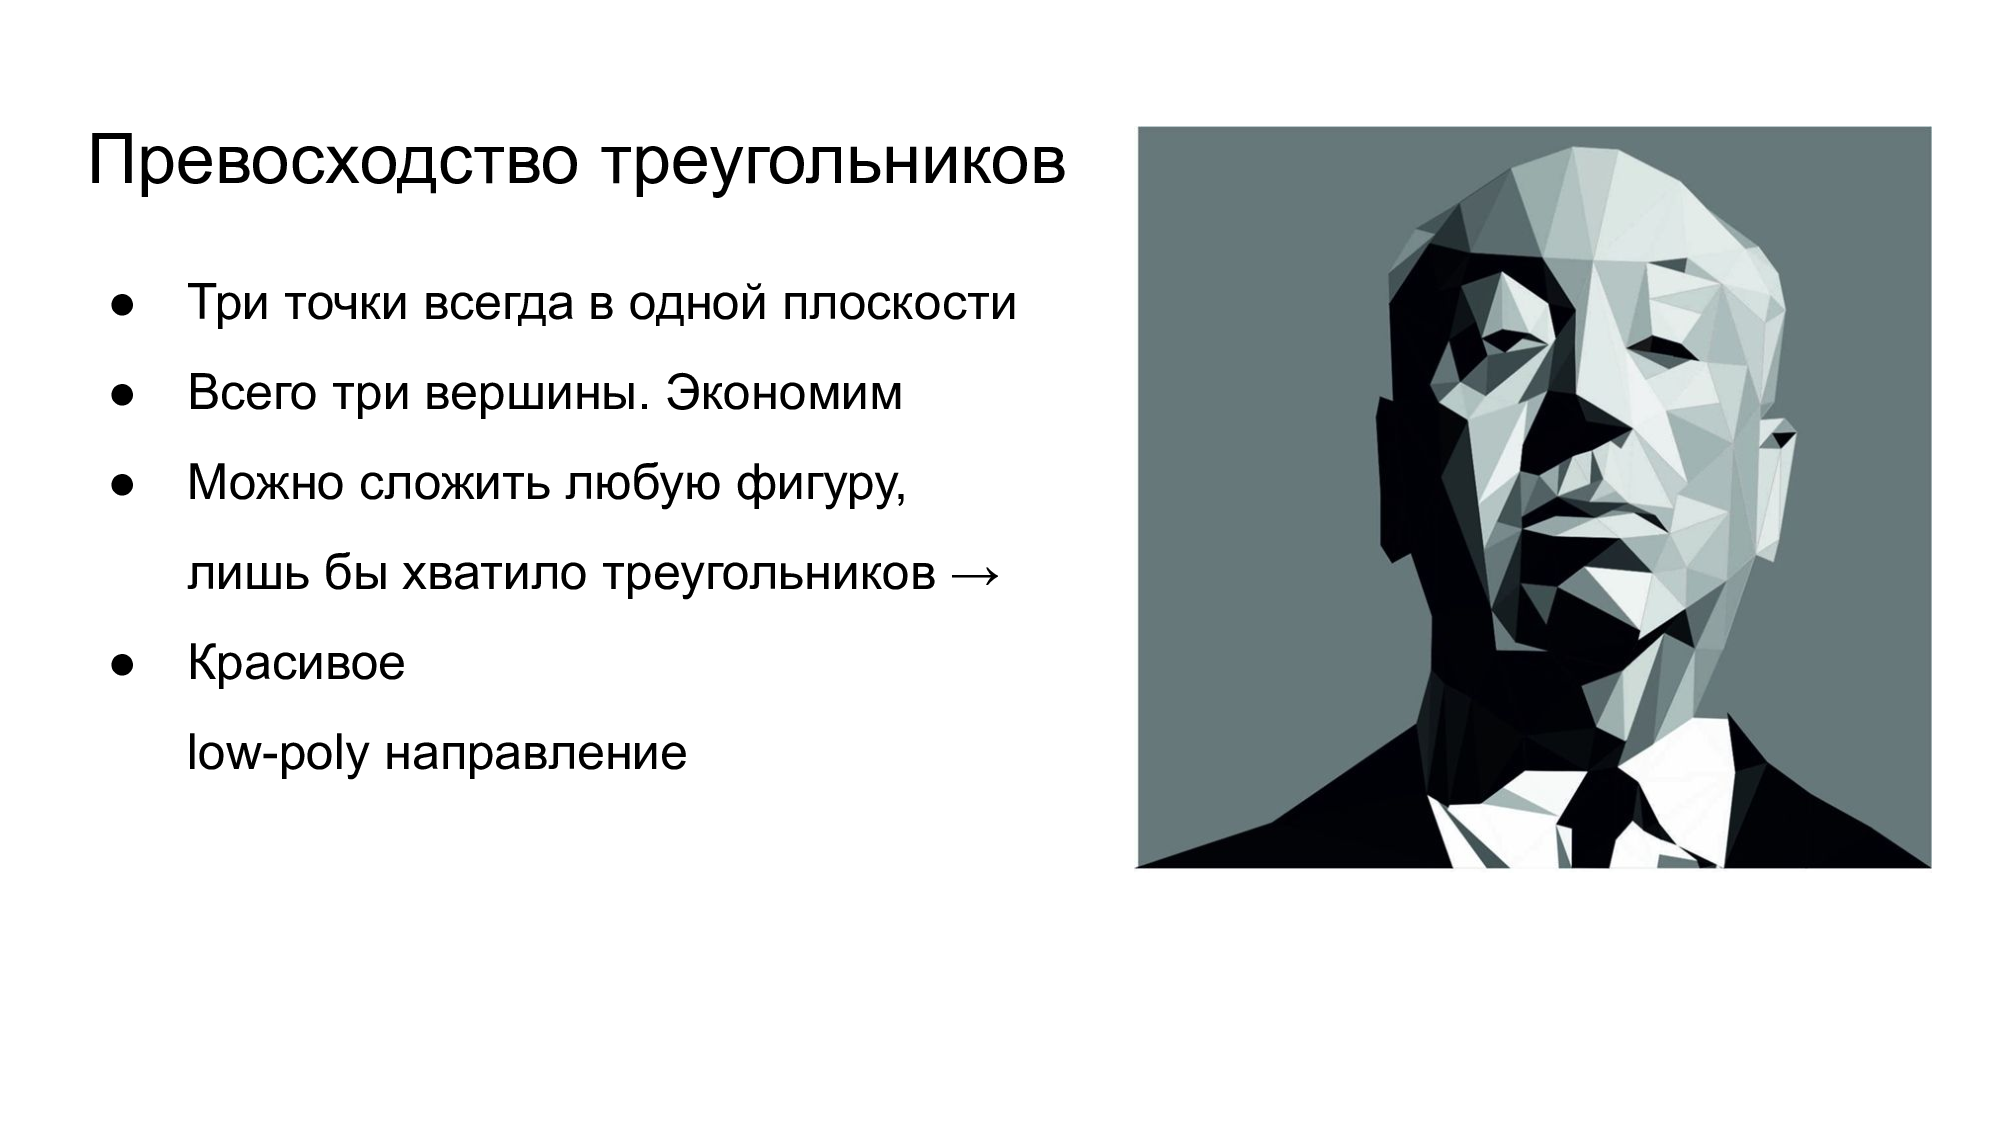 Превосходство треугольников
● Три точки всегда в одной плоскости
● Всего три вершины. Экономим
● Можно сложить любую фигуру,
лишь бы хватило треугольников →
● Красивое
low-poly направление